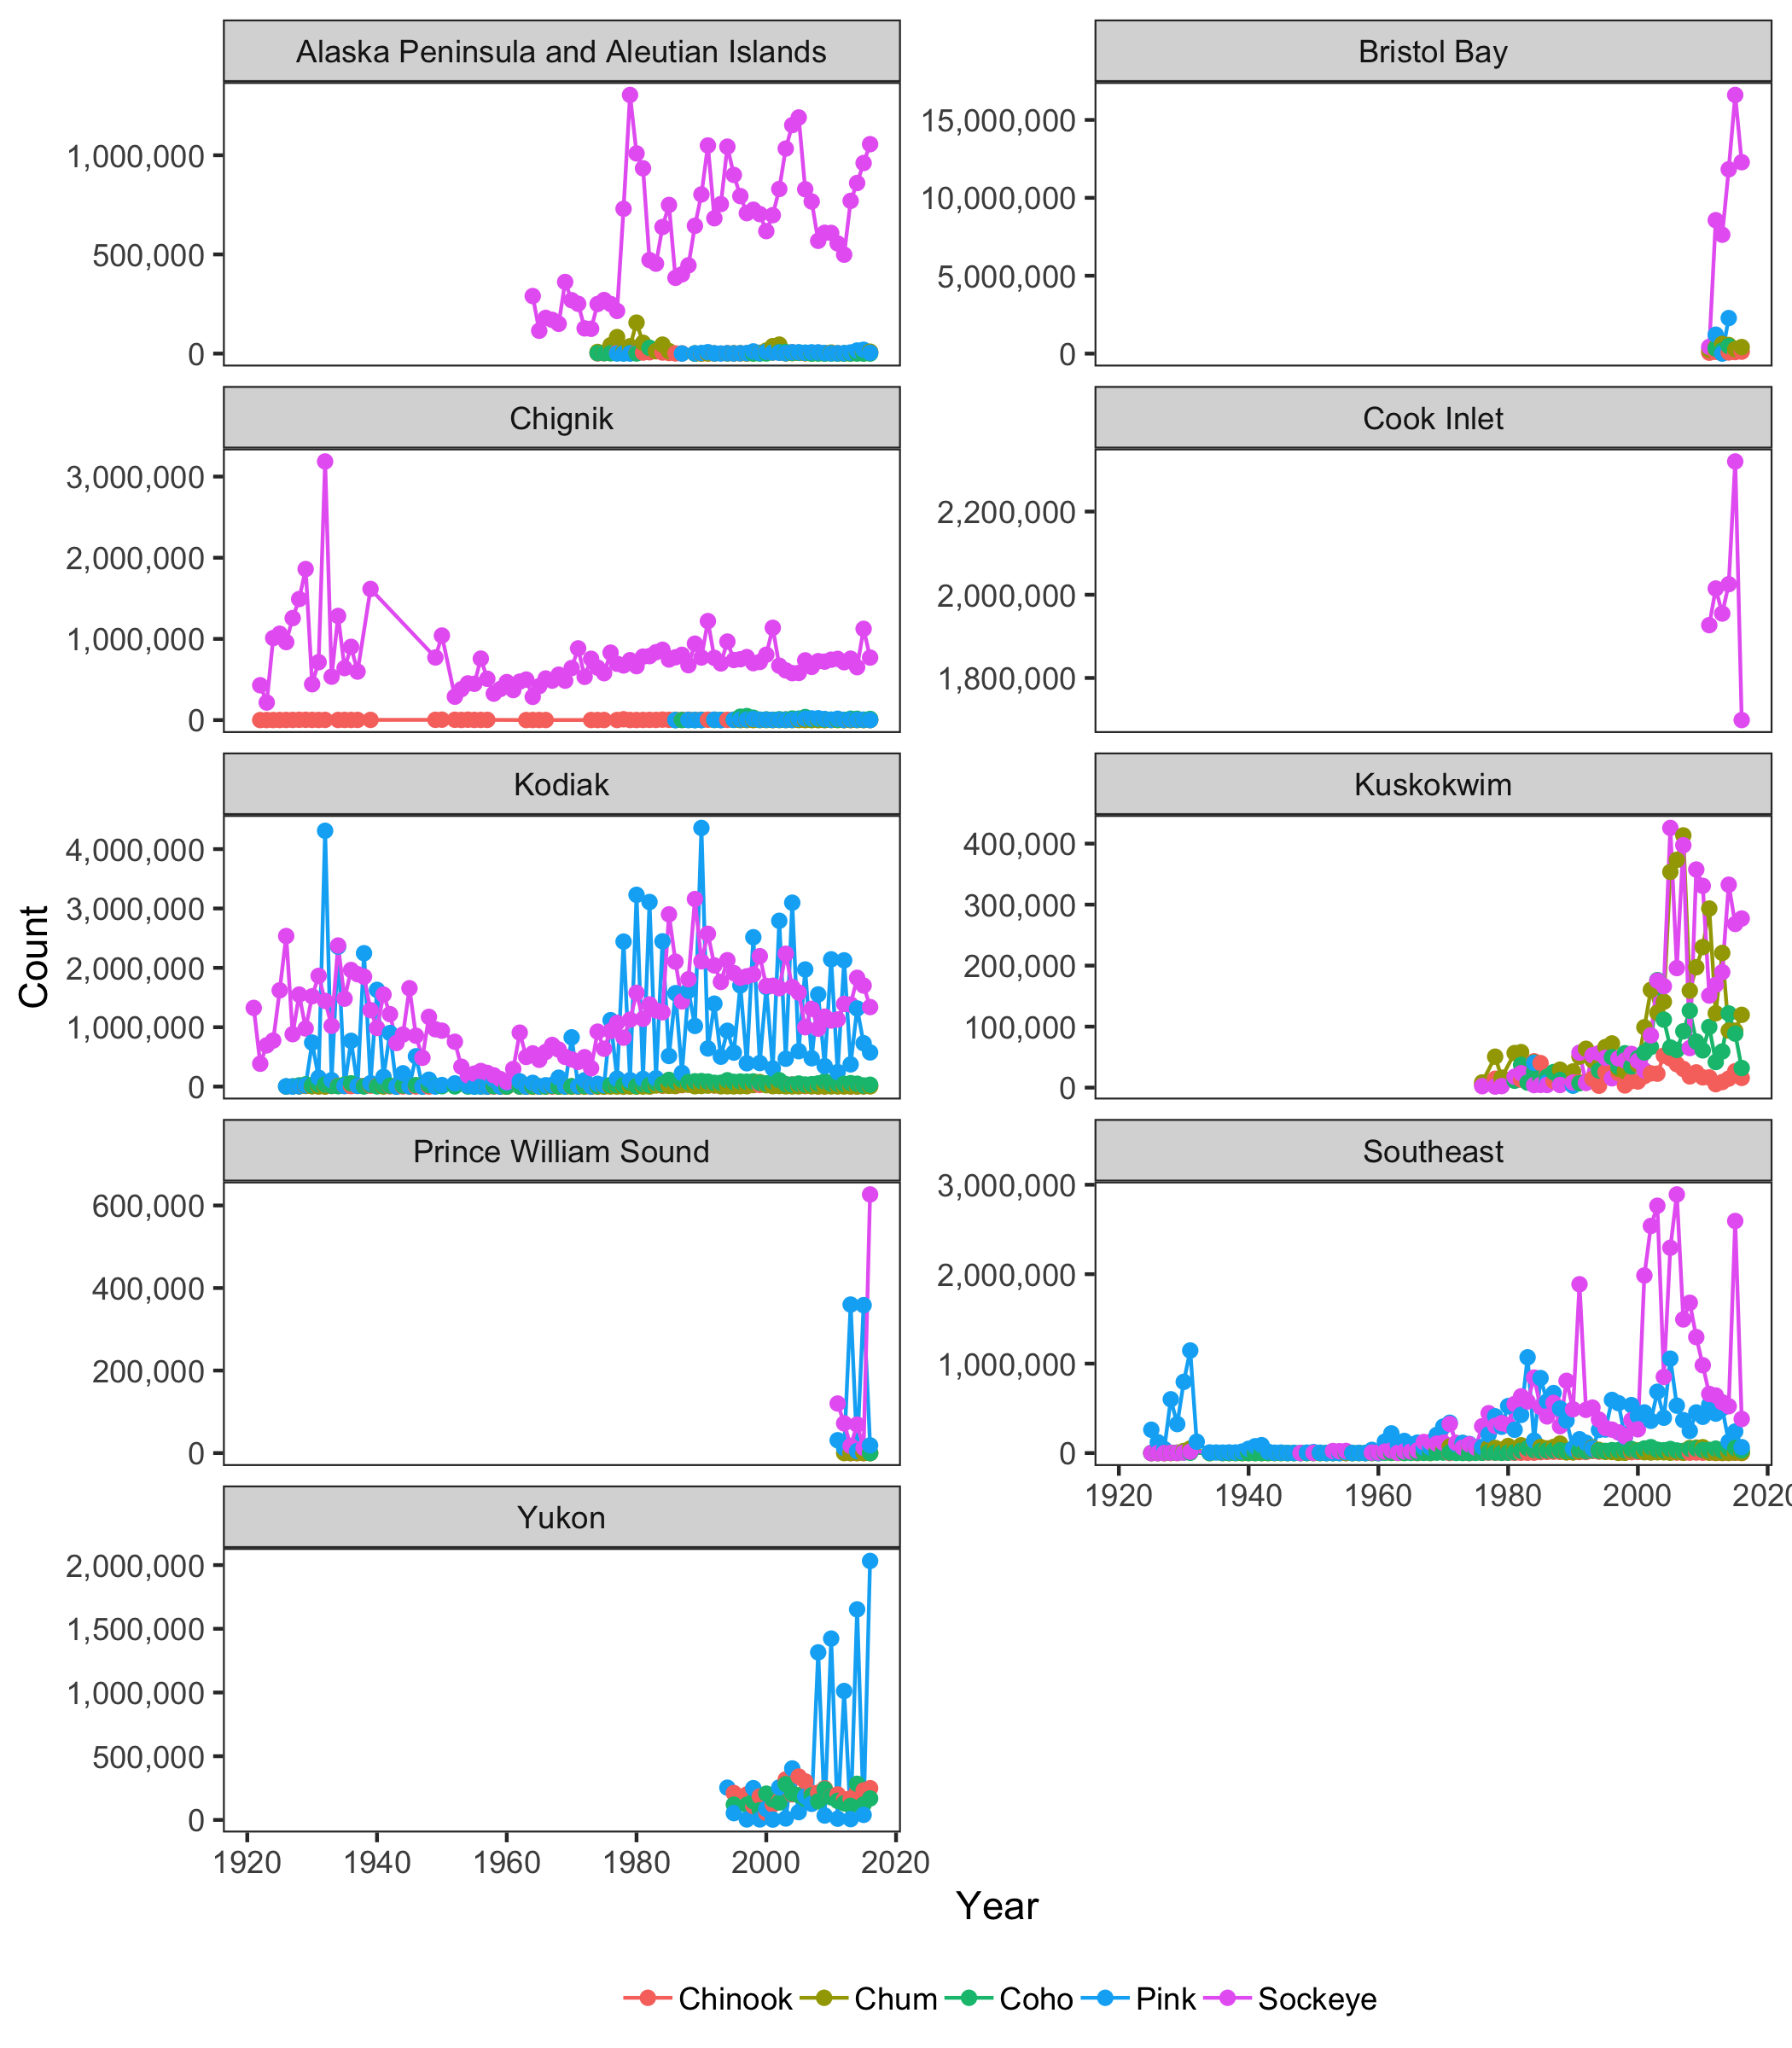 Alaska Peninsula and Aleutian Islands
Bristol Bay
1,000,000
500,000
0
15,000,000
10,000,000
5,000,000
0
Chignik
Cook Inlet
3,000,000
2,000,000
1,000,000
0
2,200,000
2,000,000
1,800,000
Kodiak
Kuskokwim
4,000,000
3,000,000
2,000,000
1,000,000
0
400,000
300,000
200,000
100,000
0
Count
Prince William Sound
Southeast
600,000
400,000
200,000
0
3,000,000
2,000,000
1,000,000
0
1920 1940 1960 1980 2000 2020
Yukon
2,000,000
1,500,000
1,000,000
500,000
0
1920 1940 1960 1980 2000 2020
Year
Chinook Chum Coho Pink Sockeye